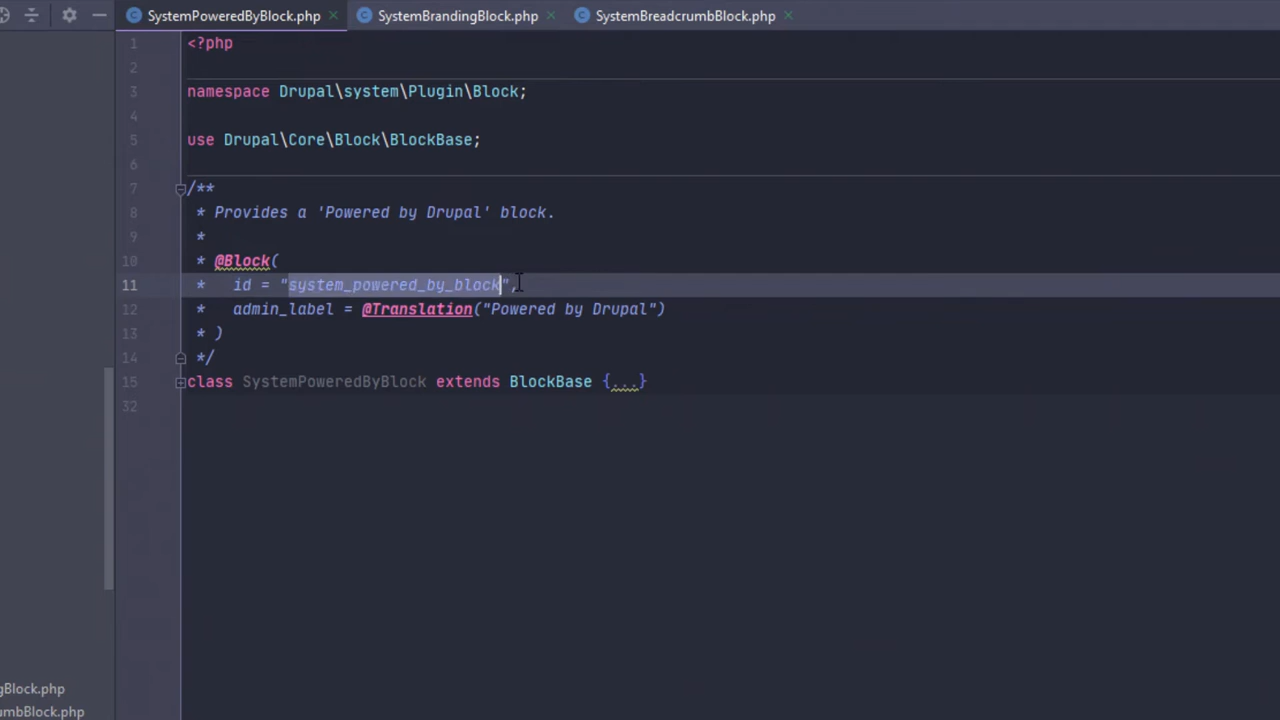 SystemPoweredByBlock.php SystemBrandingBlock.php SystemBreadcrumbBlock.php
1 <?php
2
3 namespace Drupal\system\Plugin\Block;
4
5 use Drupal\Core\Block\BlockBase;
6
7 /**
8 * Provides a 'Powered by Drupal' block.
9 *
10 * @Block(
11 * id = "system_powered_by_block",
12 * admin_label = @Translation("Powered by Drupal")
13 * )
14 */
15 class SystemPoweredByBlock extends BlockBase {...}
32
gBlock.php
umbBlock.php